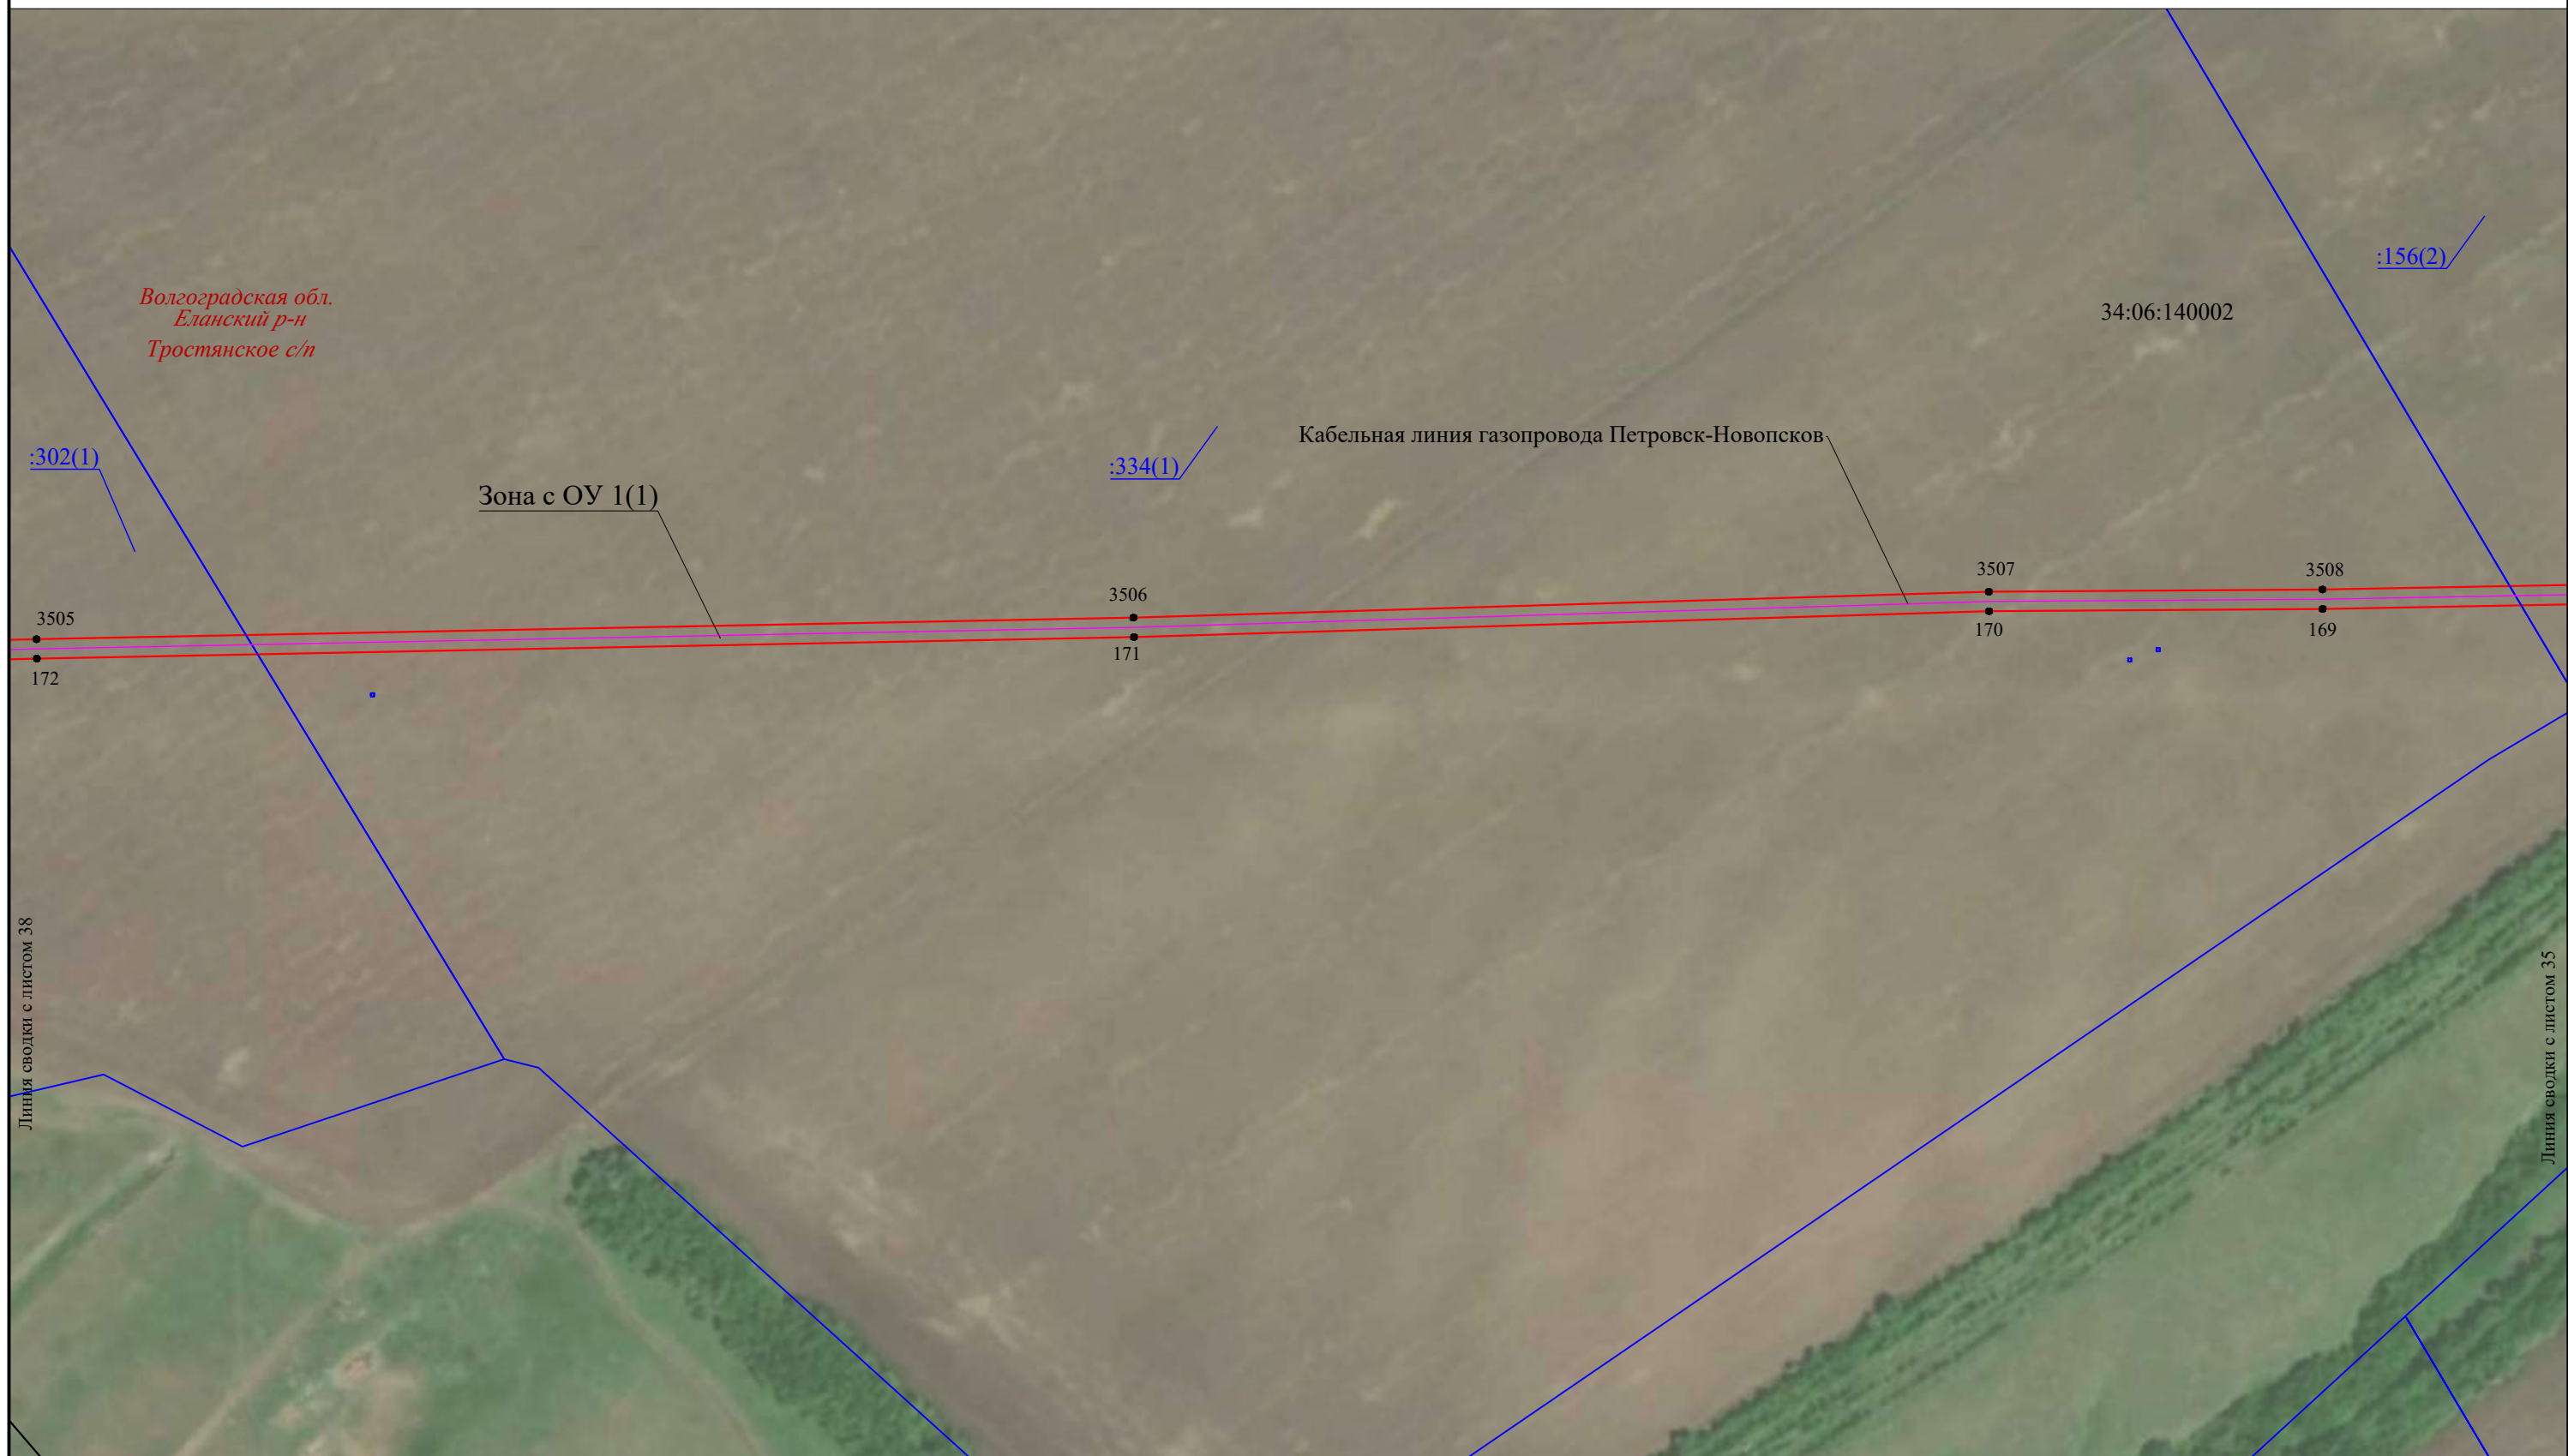 :156(2)
Волгоградская обл.
Еланский р-н
Тростянское с/п
34:06:140002
Кабельная линия газопровода Петровск-Новопсков
:302(1)
:334(1)
Зона с ОУ 1(1)
3505
3506
3507
3508
172
171
170
169
Линия сводки с листом 38
Линия сводки с листом 35